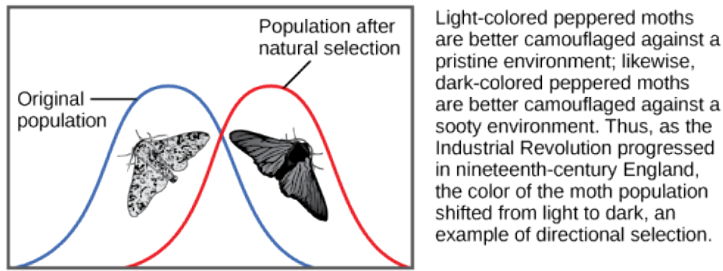 Population after
natural selection
Original
population
Light-colored peppered moths
are better camouflaged against a
pristine environment; likewise,
dark-colored peppered moths
are better camouflaged against a
sooty environment. Thus, as the
Industrial Revolution progressed
in nineteenth-century England,
the color of the moth population
shifted from light to dark, an
example of directional selection.